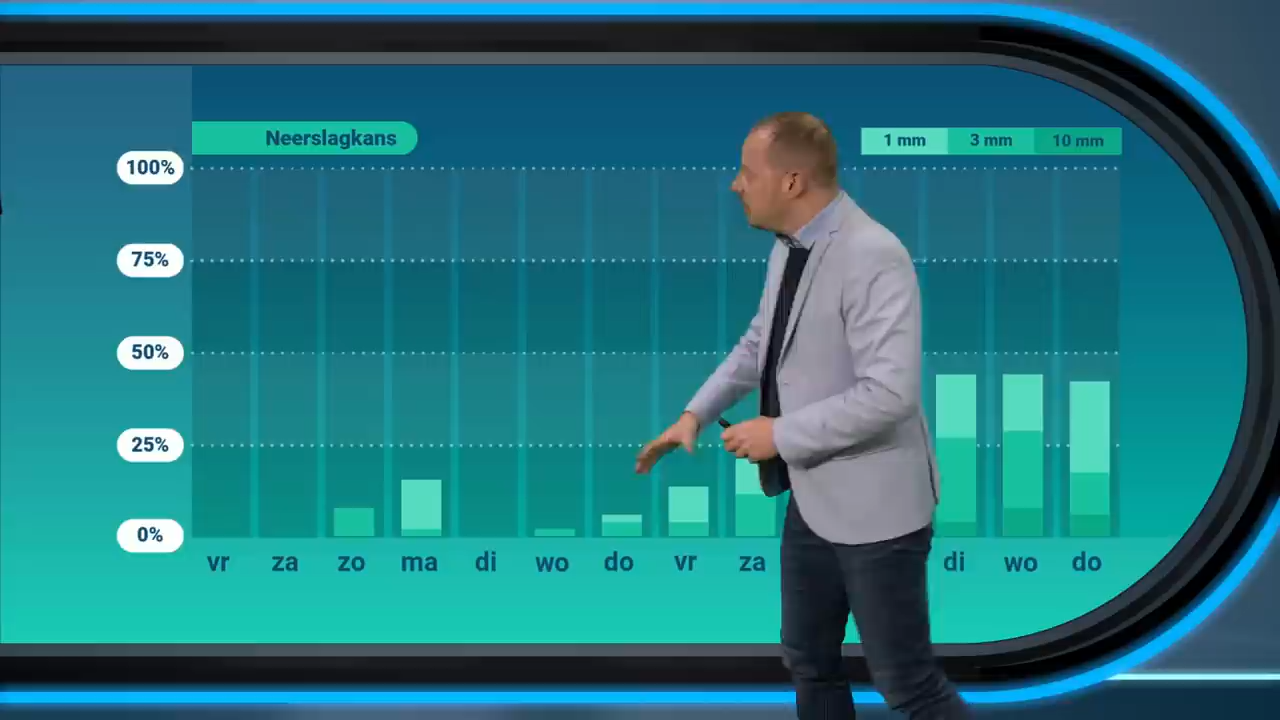 Neerslagkans
1 mm 3 mm 10 mm
100%
75%
50%
25%
0%
vr za zo ma di wo do vr za di wo do